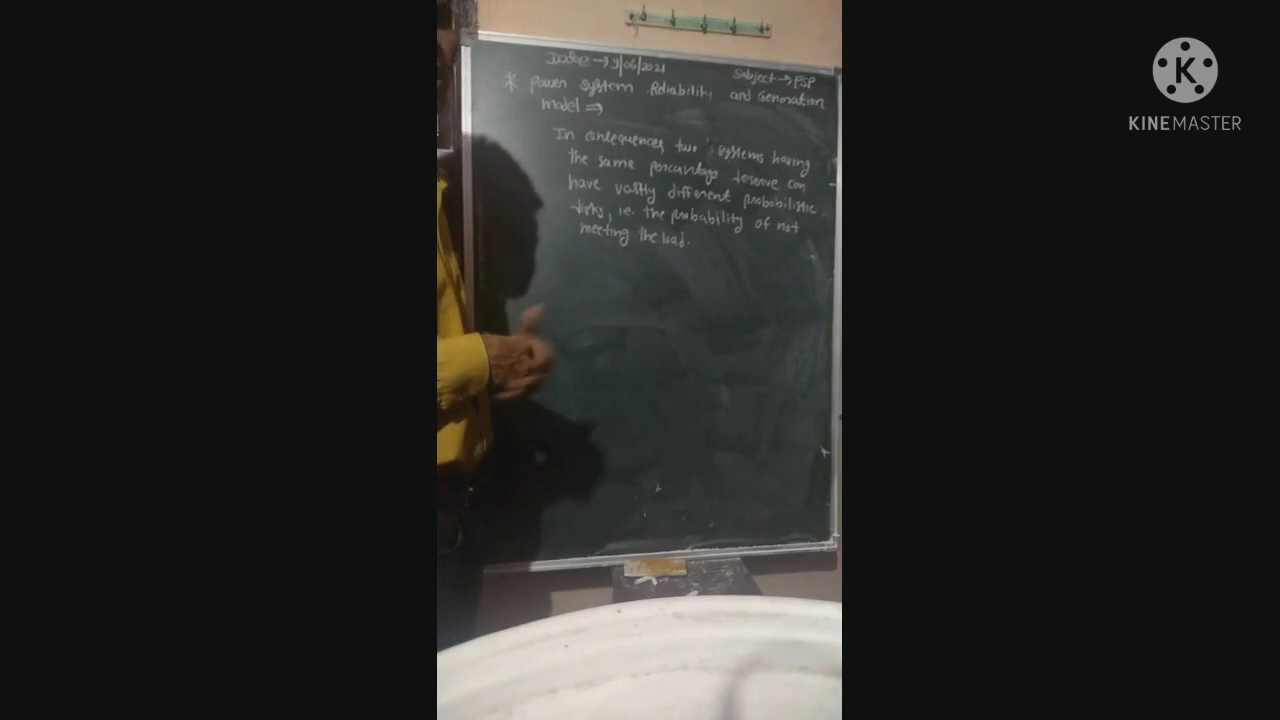 Date → 9/06/2021
Subject → PSP
* Power system Reliability and Generation
model ⇒
In consequences two systems having
the same percentage reserve can
have vastly different probabilistic
risks, i.e. the probability of not
meeting the load.
K
KINEMASTER